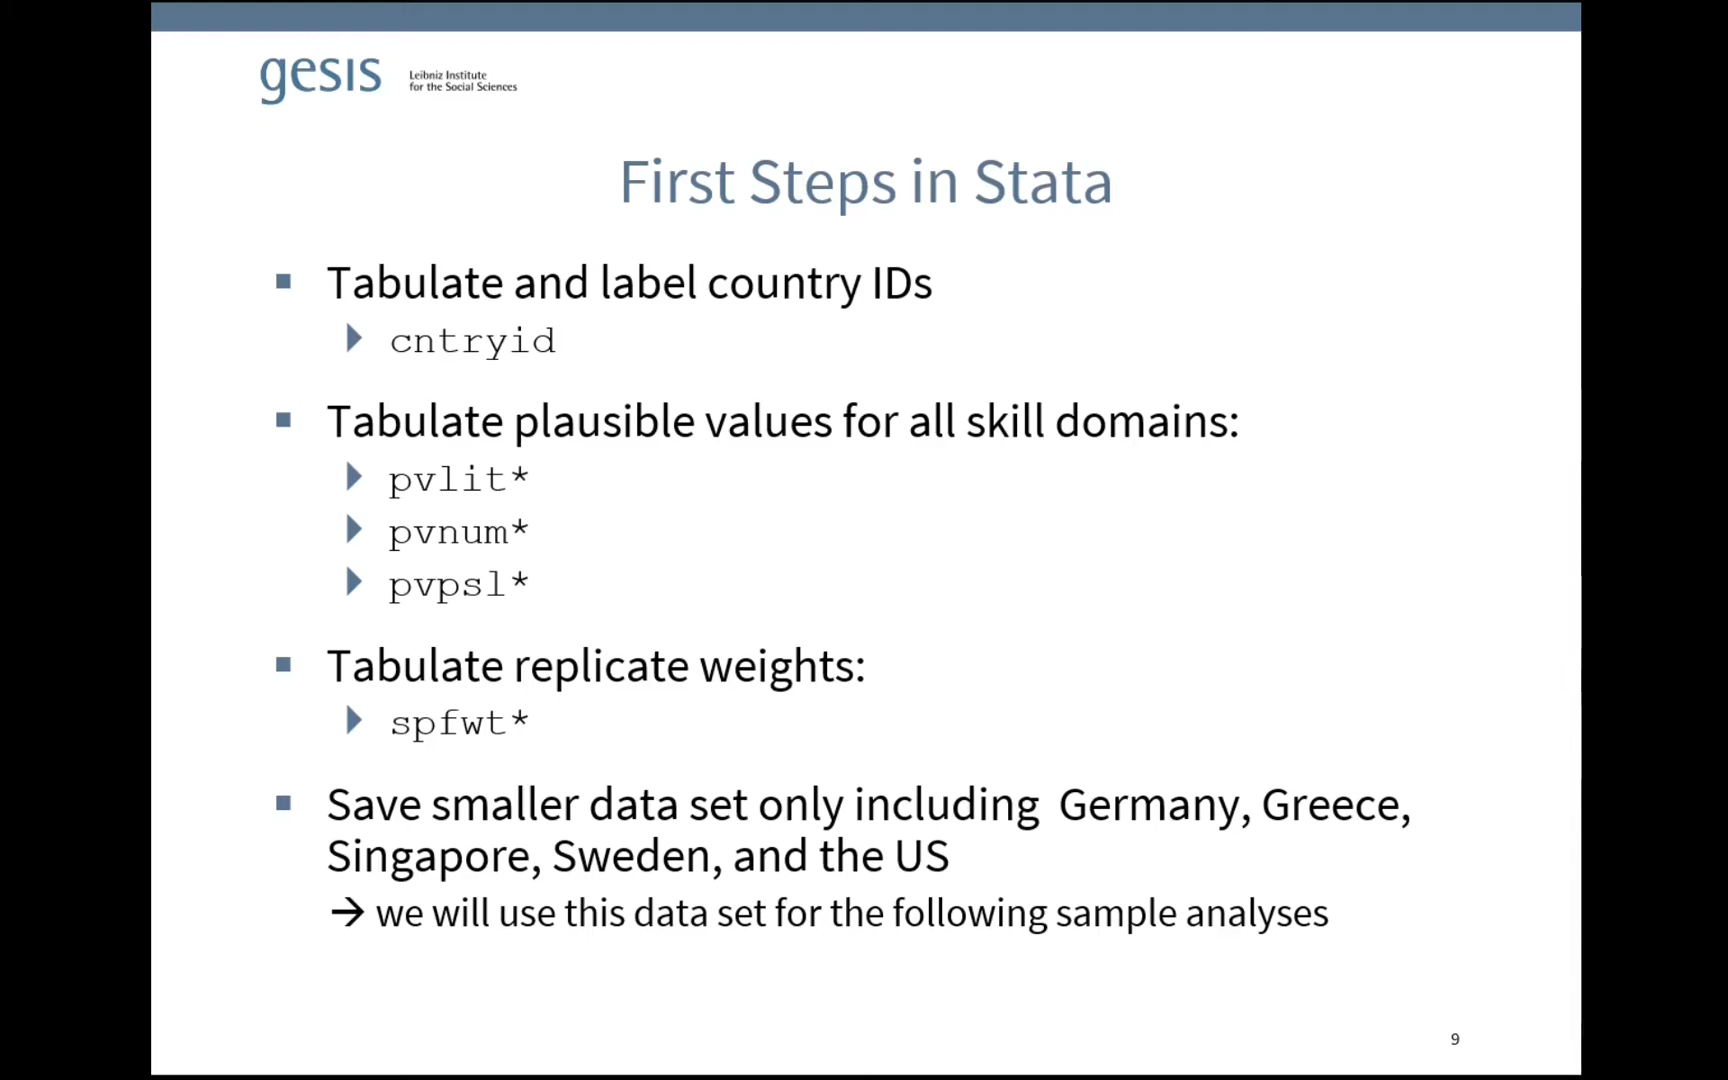 gesis
Leibniz Institute
for the Social Sciences
First Steps in Stata
Tabulate and label country IDs
cntryid
Tabulate plausible values for all skill domains:
pvlit*
pvnum*
pvpsl*
Tabulate replicate weights:
spfwt*
Save smaller data set only including  Germany, Greece,
Singapore, Sweden, and the US
→ we will use this data set for the following sample analyses
9